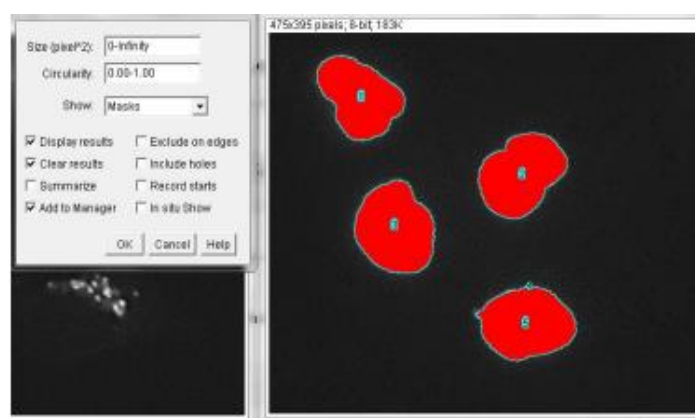 475x395 pixels; 8-bit; 183K
Size (pixel^2): 0-Infinity
Circularity: 0.00-1.00
Show: Masks
Display results
Exclude on edges
Clear results
Include holes
Summarize
Record starts
Add to Manager
In situ Show
OK
Cancel
Help